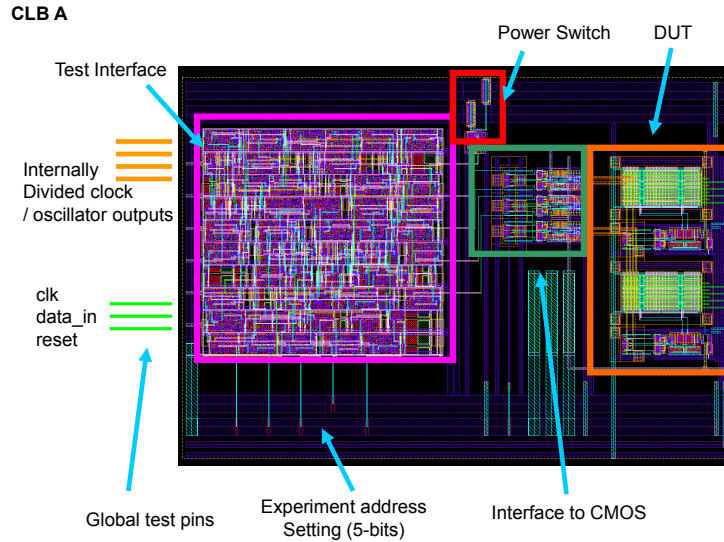 CLB A
Power Switch
DUT
Test Interface
Internally
Divided clock
/ oscillator outputs
clk
data_in
reset
Global test pins
Experiment address
Setting (5-bits)
Interface to CMOS